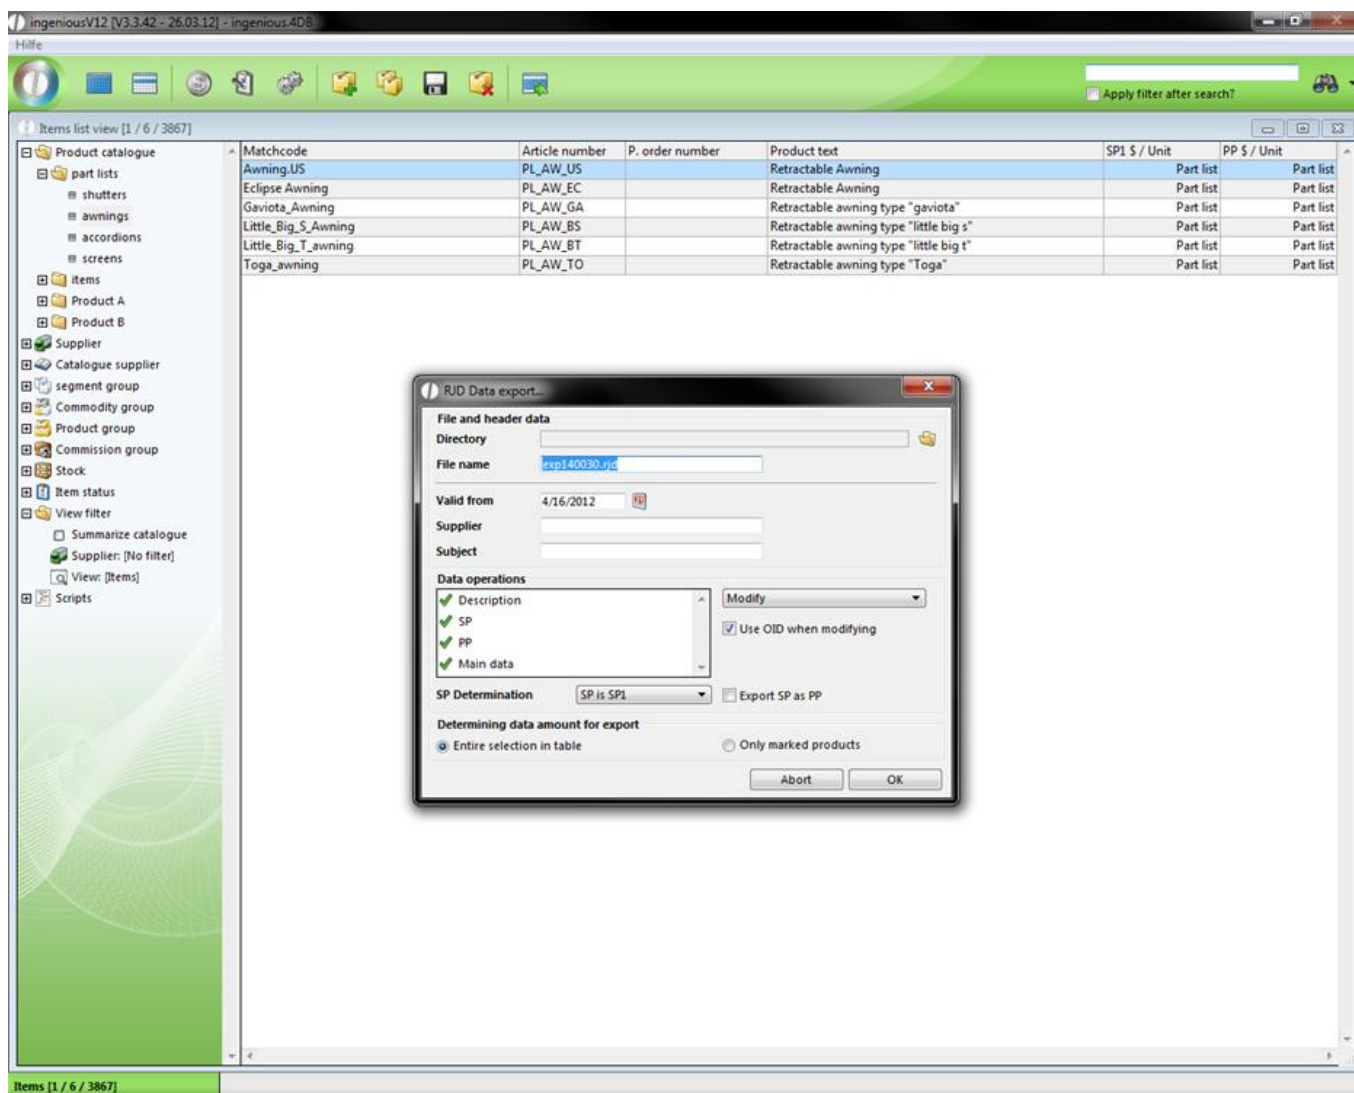 ingeniousV12 [V3.3.42 - 26.03.12] - ingenious.4DB
Hilfe
Apply filter after search?
Items list view [1 / 6 / 3867]
Product catalogue
part lists
shutters
awnings
accordions
screens
items
Product A
Product B
Supplier
Catalogue supplier
segment group
Commodity group
Product group
Commission group
Stock
Item status
View filter
Summarize catalogue
Supplier: [No filter]
View: [Items]
Scripts
Matchcode Article number P. order number Product text SP1 $ / Unit PP $ / Unit
Awning.US PL_AW_US Retractable Awning Part list Part list
Eclipse Awning PL_AW_EC Retractable Awning Part list Part list
Gaviota_Awning PL_AW_GA Retractable awning type "gaviota" Part list Part list
Little_Big_S_Awning PL_AW_BS Retractable awning type "little big s" Part list Part list
Little_Big_T_awning PL_AW_BT Retractable awning type "little big t" Part list Part list
Toga_awning PL_AW_TO Retractable awning type "Toga" Part list Part list
RJD Data export...
File and header data
Directory
File name exp140030.rjd
Valid from 4/16/2012
Supplier
Subject
Data operations
Description
SP
PP
Main data
Modify
Use OID when modifying
SP Determination SP is SP1 Export SP as PP
Determining data amount for export
Entire selection in table Only marked products
Abort OK
Items [1 / 6 / 3867]